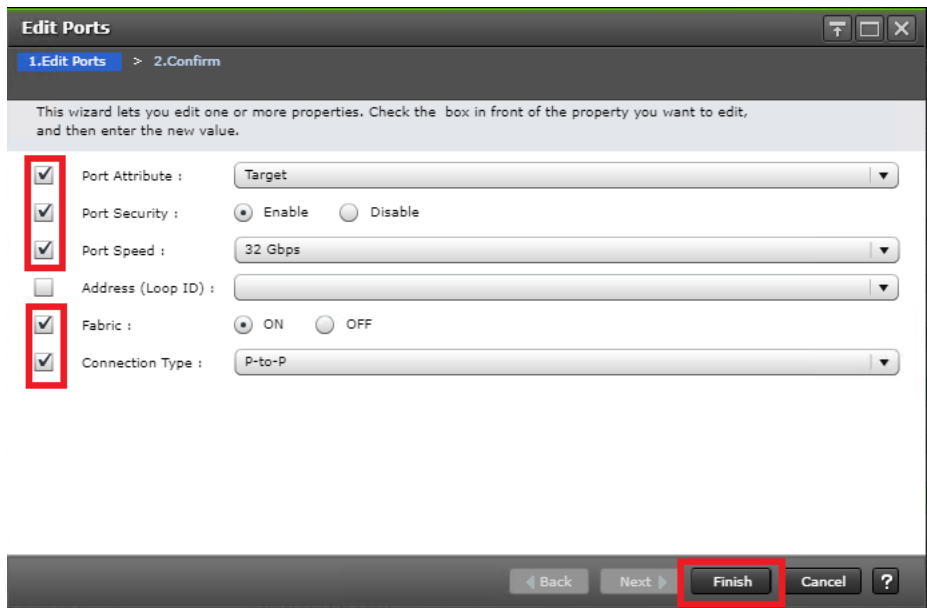 Edit Ports
1.Edit Ports > 2.Confirm
This wizard lets you edit one or more properties. Check the box in front of the property you want to edit,
and then enter the new value.
Port Attribute : Target
Port Security : Enable Disable
Port Speed : 32 Gbps
Address (Loop ID) :
Fabric : ON OFF
Connection Type : P-to-P
Back Next Finish Cancel ?